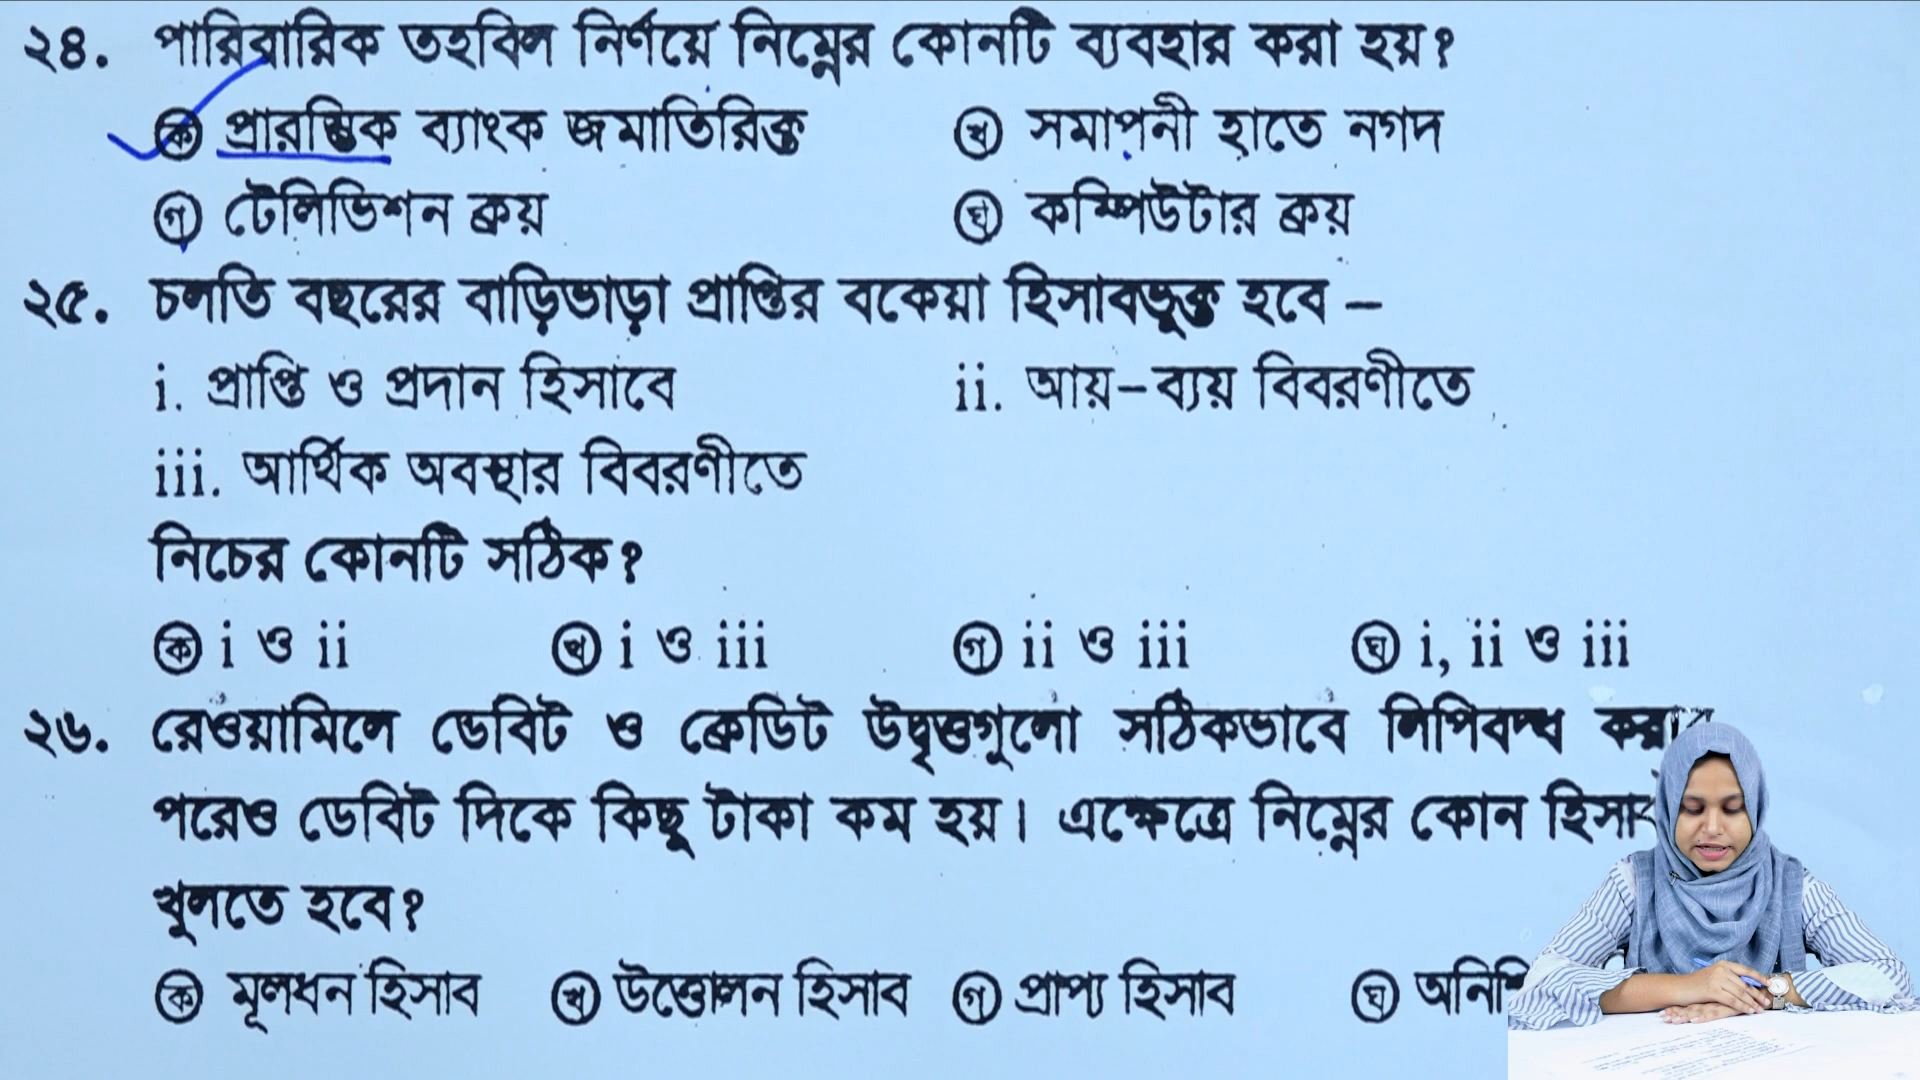 ২৪. পারিবারিক তহবিল নির্ণয়ে নিম্নের কোনটি ব্যবহার করা হয়?
ক প্রারম্ভিক ব্যাংক জমাতিরিক্ত খ সমাপনী হাতে নগদ
গ টেলিভিশন ক্রয় ঘ কম্পিউটার ক্রয়
২৫. চলতি বছরের বাড়িভাড়া প্রাপ্তির বকেয়া হিসাবভুক্ত হবে –
i. প্রাপ্তি ও প্রদান হিসাবে ii. আয়-ব্যয় বিবরণীতে
iii. আর্থিক অবস্থার বিবরণীতে
নিচের কোনটি সঠিক?
ক i ও ii খ i ও iii গ ii ও iii ঘ i, ii ও iii
২৬. রেওয়ামিলে ডেবিট ও ক্রেডিট উদ্বৃত্তগুলো সঠিকভাবে লিপিবদ্ধ করার
পরেও ডেবিট দিকে কিছু টাকা কম হয়। এক্ষেত্রে নিম্নের কোন হিসাব
খুলতে হবে?
ক মূলধন হিসাব খ উত্তোলন হিসাব গ প্রাপ্য হিসাব ঘ